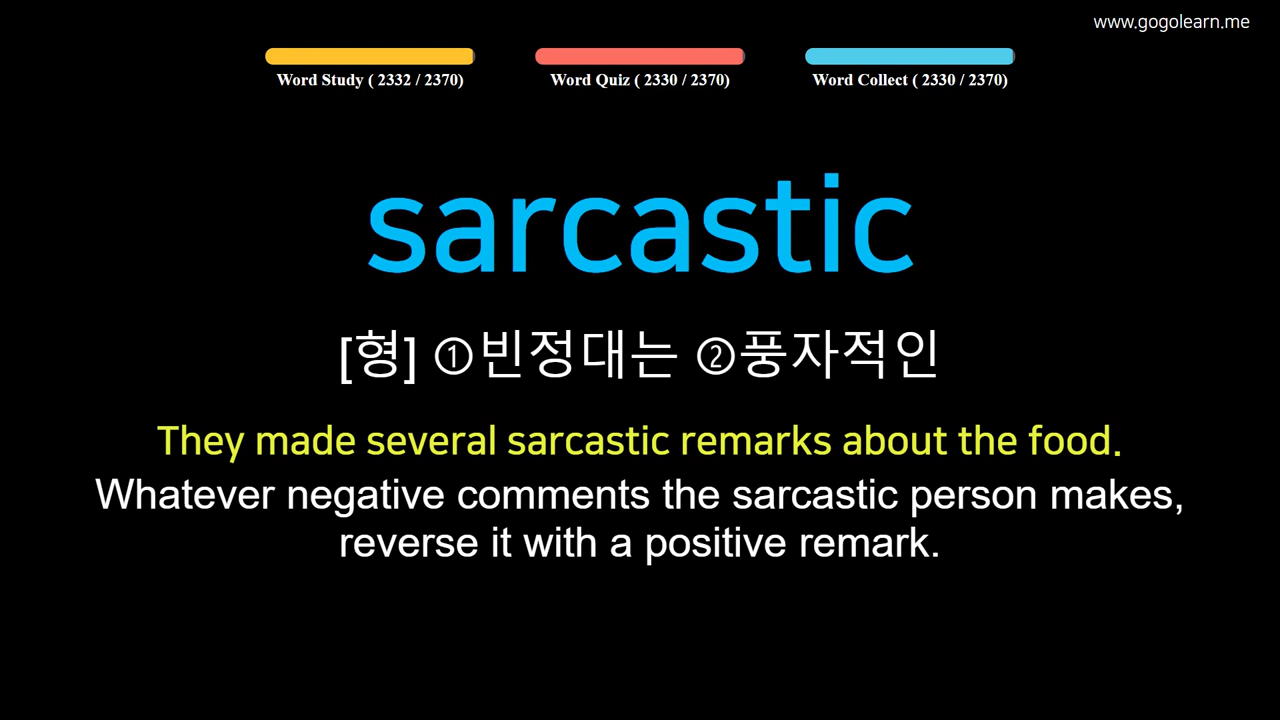 www.gogolearn.me
Word Study ( 2332 / 2370)
Word Quiz ( 2330 / 2370)
Word Collect ( 2330 / 2370)
sarcastic
[형] ①빈정대는 ②풍자적인
They made several sarcastic remarks about the food.
Whatever negative comments the sarcastic person makes,
reverse it with a positive remark.